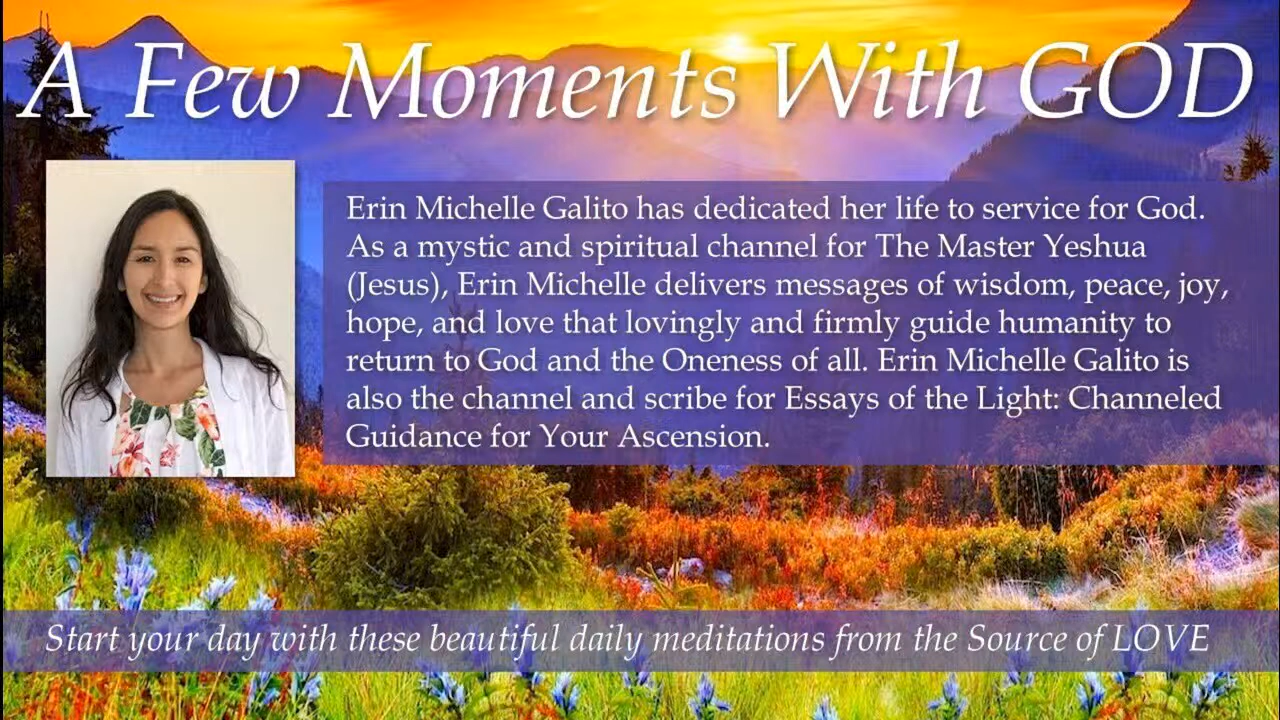 A Few Moments With GOD
Erin Michelle Galito has dedicated her life to service for God.
As a mystic and spiritual channel for The Master Yeshua
(Jesus), Erin Michelle delivers messages of wisdom, peace, joy,
hope, and love that lovingly and firmly guide humanity to
return to God and the Oneness of all. Erin Michelle Galito is
also the channel and scribe for Essays of the Light: Channeled
Guidance for Your Ascension.
Start your day with these beautiful daily meditations from the Source of LOVE